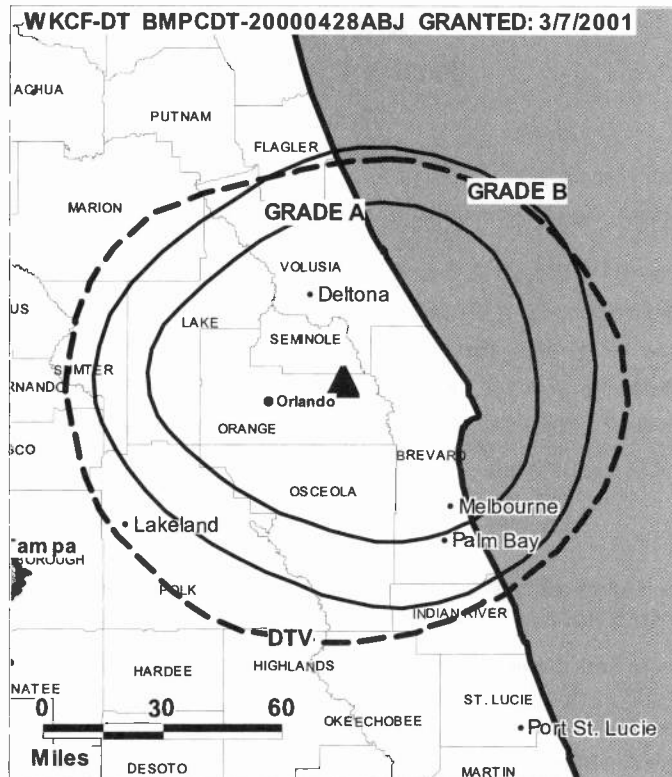 WKCF-DT BMPCDT-20000428ABJ GRANTED: 3/7/2001
ACHUA
PUTNAM
FLAGLER
MARION
GRADE A
GRADE B
VOLUSIA
Deltona
US
LAKE
SEMINOLE
SUMTER
RNANDO
Orlando
ORANGE
SCO
BREVARD
OSCEOLA
Melbourne
Lakeland
Palm Bay
ampa
BOROUGH
POLK
INDIAN RIVER
DTV
HARDEE
HIGHLANDS
NATEE
ST. LUCIE
0 30 60
OKEECHOBEE
Port St. Lucie
Miles
DESOTO
MARTIN